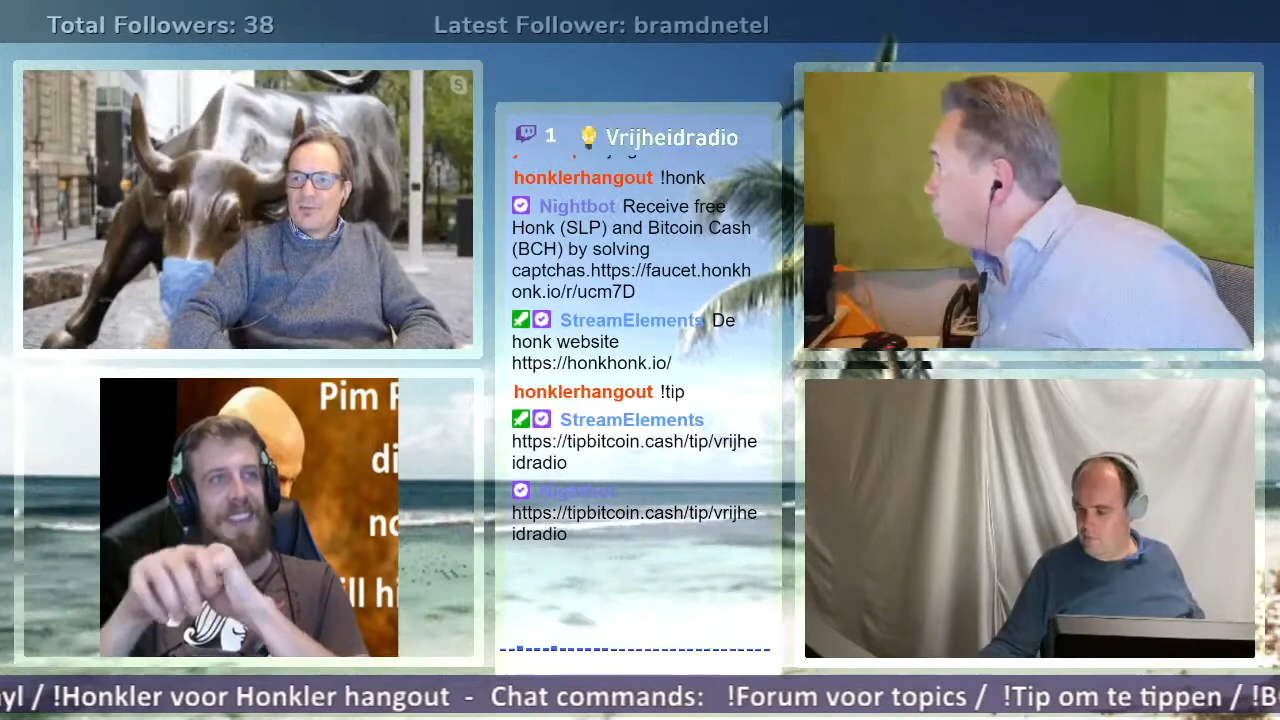 Total Followers: 38
Latest Follower: bramdnetel
1
Vrijheidradio
honklerhangout !honk
Nightbot Receive free
Honk (SLP) and Bitcoin Cash
(BCH) by solving
captchas.https://faucet.honkh
onk.io/r/ucm7D
StreamElements De
honk website
https://honkhonk.io/
honklerhangout !tip
StreamElements
https://tipbitcoin.cash/tip/vrijhe
idradio
Nightbot
https://tipbitcoin.cash/tip/vrijhe
idradio
Pim
di
ll hi
yl / !Honkler voor Honkler hangout - Chat commands: !Forum voor topics / !Tip om te tippen /